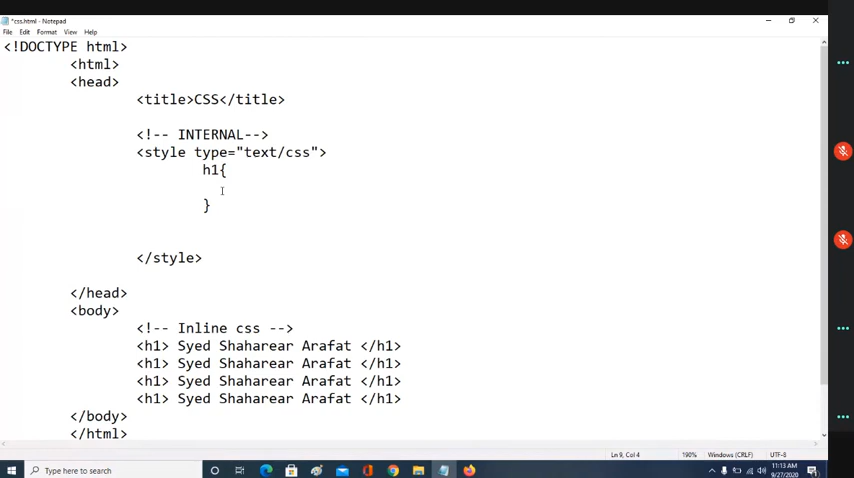 *css.html - Notepad
File Edit Format View Help
<!DOCTYPE html>
<html>
<head>
<title>CSS</title>
<!-- INTERNAL-->
<style type="text/css">
h1{
}
</style>
</head>
<body>
<!-- Inline css -->
<h1> Syed Shaharear Arafat </h1>
<h1> Syed Shaharear Arafat </h1>
<h1> Syed Shaharear Arafat </h1>
<h1> Syed Shaharear Arafat </h1>
</body>
</html>
Ln 9, Col 4 190% Windows (CRLF) UTF-8
Type here to search
11:13 AM
9/27/2020